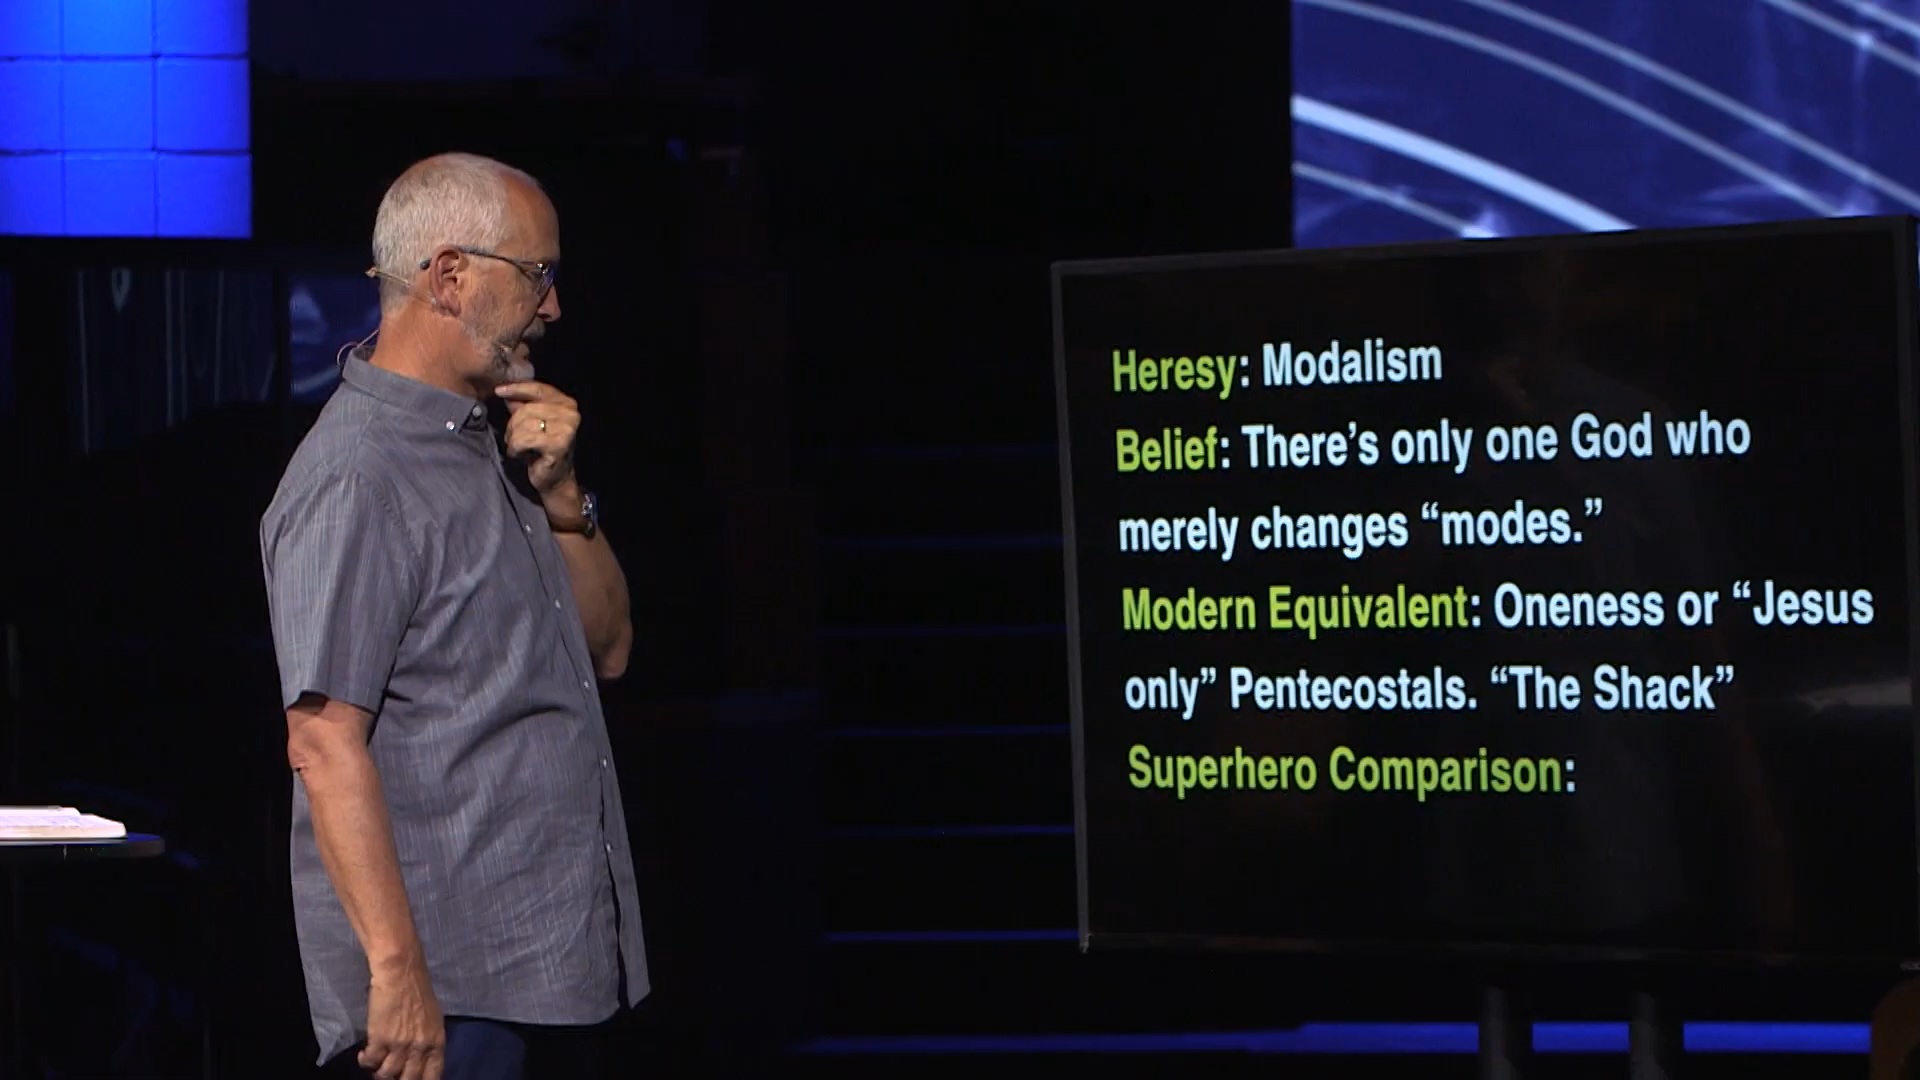 Heresy: Modalism
Belief: There’s only one God who
merely changes “modes.”
Modern Equivalent: Oneness or “Jesus
only” Pentecostals. “The Shack”
Superhero Comparison: